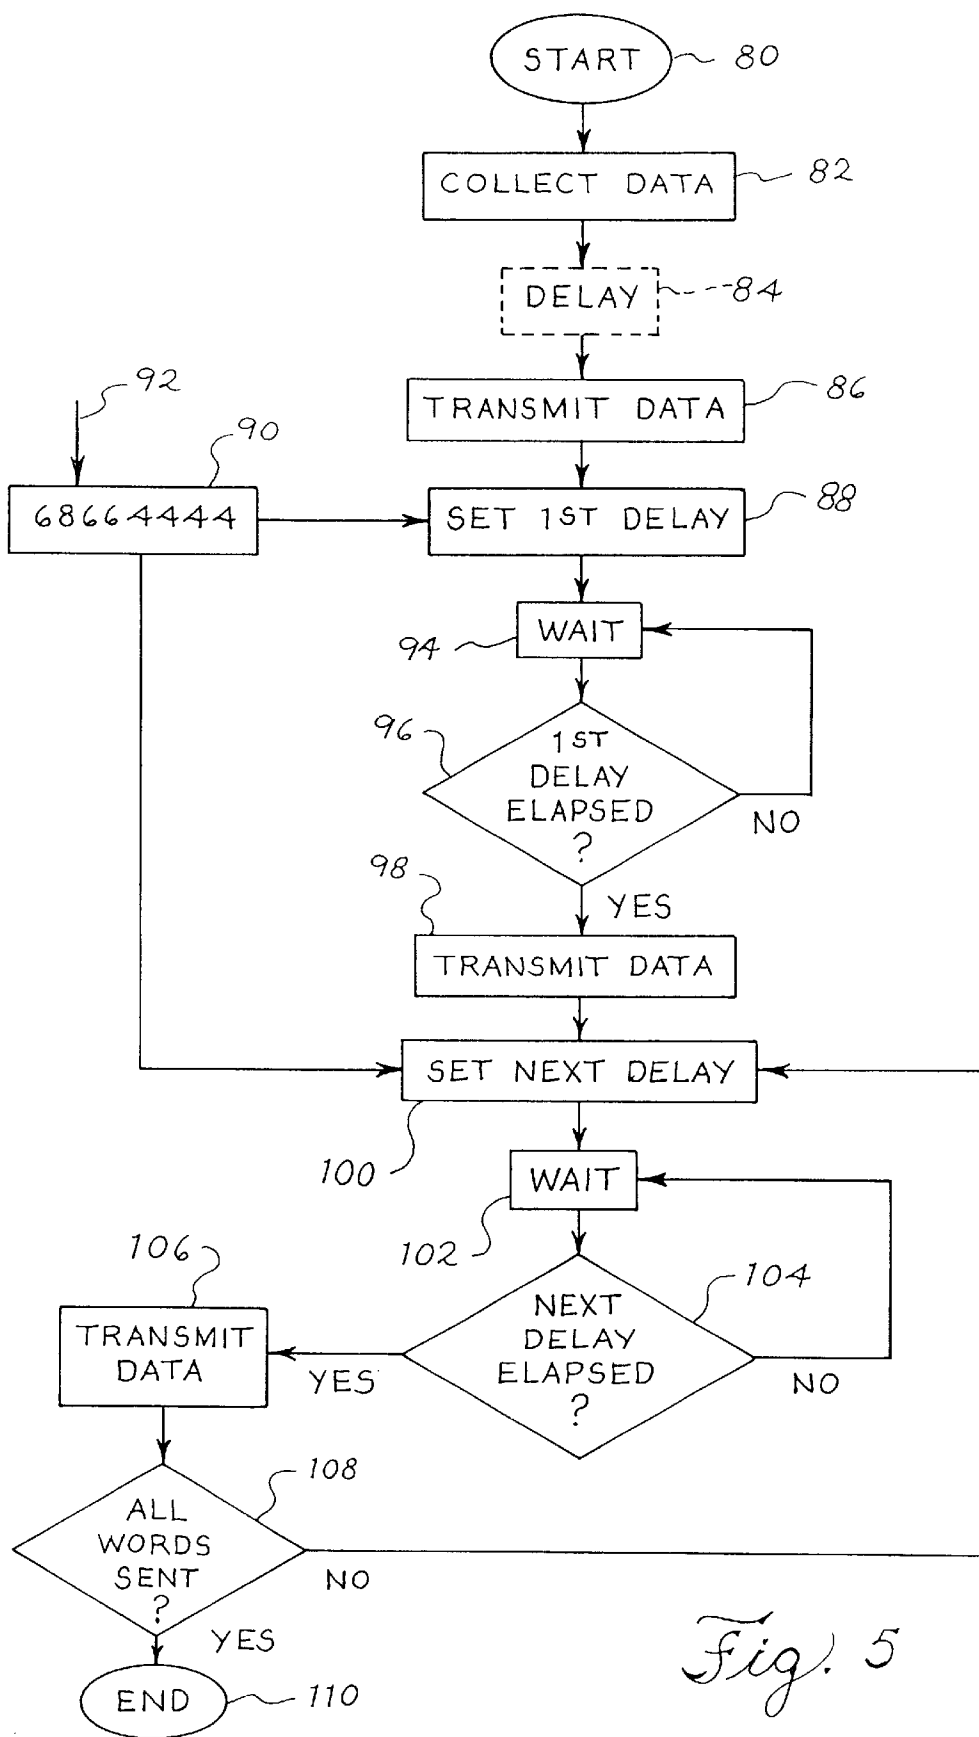 START
80
COLLECT DATA
82
DELAY
84
TRANSMIT DATA
86
92
90
68664444
SET 1ST DELAY
88
WAIT
94
96
1ST
DELAY
ELAPSED
?
NO
YES
98
TRANSMIT DATA
SET NEXT DELAY
100
WAIT
102
104
NEXT
DELAY
ELAPSED
?
NO
YES
106
TRANSMIT
DATA
108
ALL
WORDS
SENT
?
NO
YES
END
110
Fig. 5